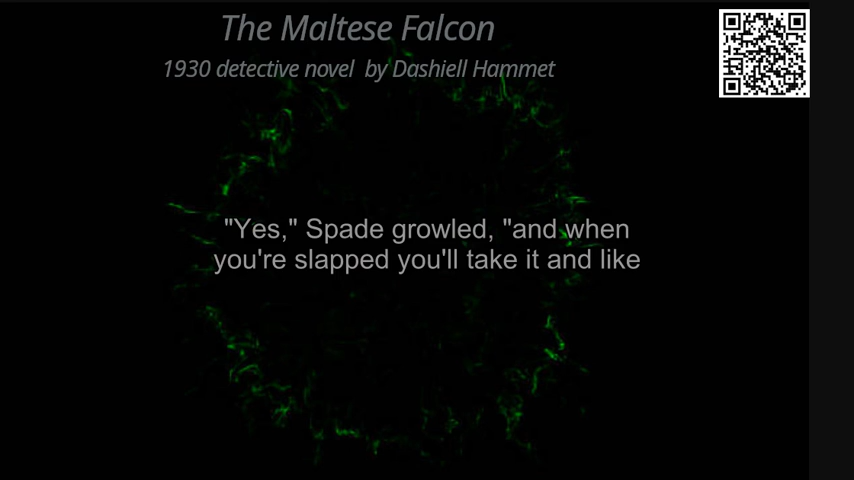 The Maltese Falcon
1930 detective novel by Dashiell Hammet
"Yes," Spade growled, "and when
you're slapped you'll take it and like